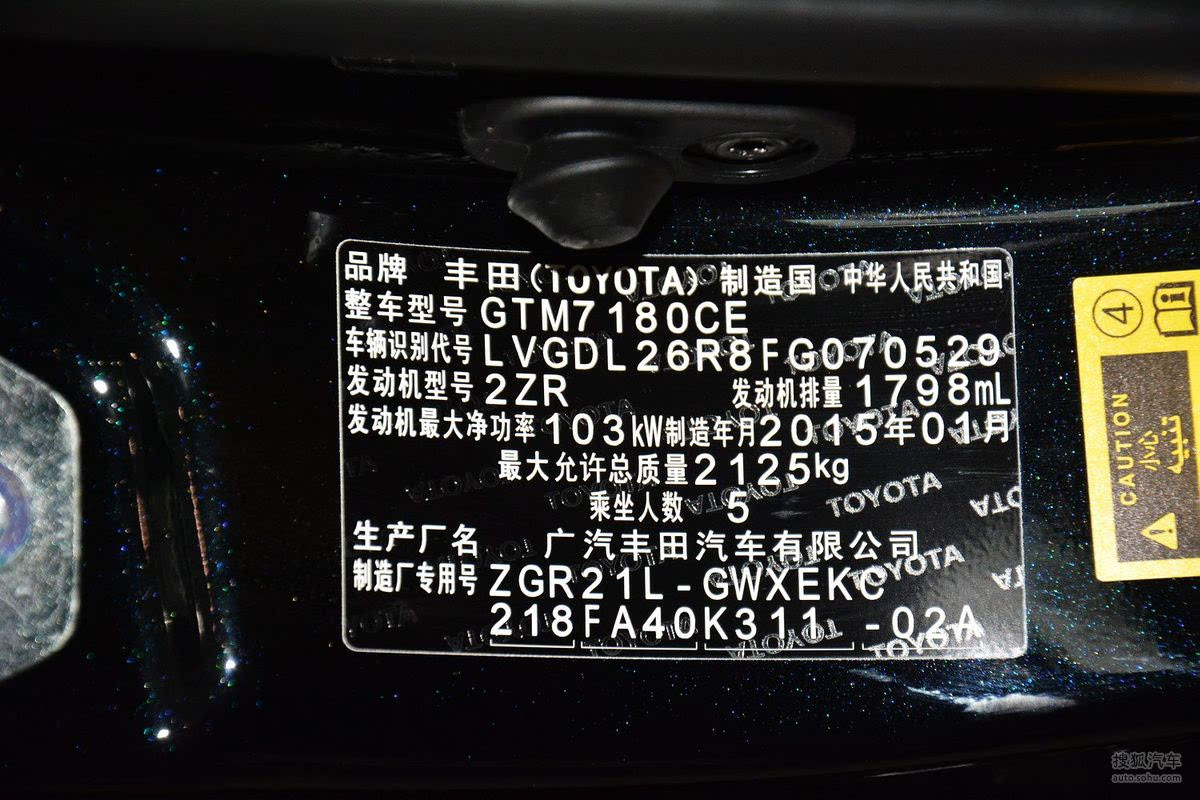 品牌 丰田(TOYOTA) 制造国 中华人民共和国
整车型号 GTM7180CE
车辆识别代号 LVGDL26R8FG070529
发动机型号 2ZR 发动机排量 1798mL
发动机最大净功率 103kW 制造年月 2015年01月
最大允许总质量 2125kg
乘坐人数 5
生产厂名 广汽丰田汽车有限公司
制造厂专用号 ZGR21L-GWXEKC
218FA40K311 -02A
4
CAUTION
小心
搜狐汽车
auto.sohu.com